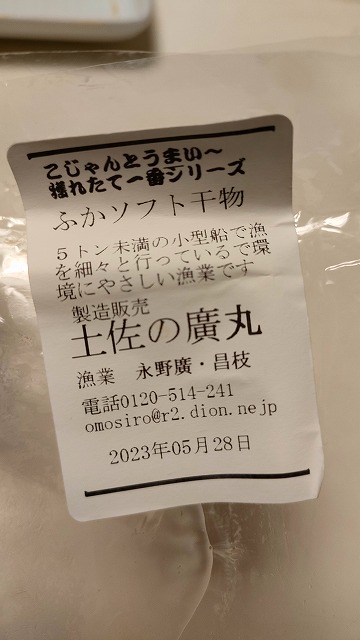 こじゃんとうまい～
獲れたて一番シリーズ
ふかソフト干物
５トン未満の小型船で漁
を細々と行っているで環
境にやさしい漁業です
製造販売
土佐の廣丸
漁業　永野廣・昌枝
電話0120-514-241
omosiro@r2.dion.ne.jp
2023年05月28日